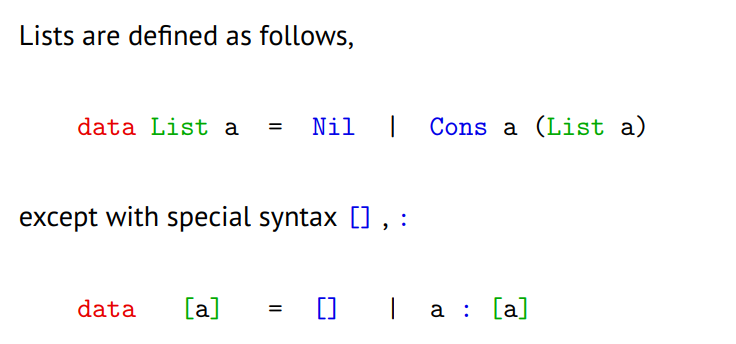 Lists are defined as follows,
data List a = Nil | Cons a (List a)
except with special syntax [] , :
data [a] = [] | a : [a]